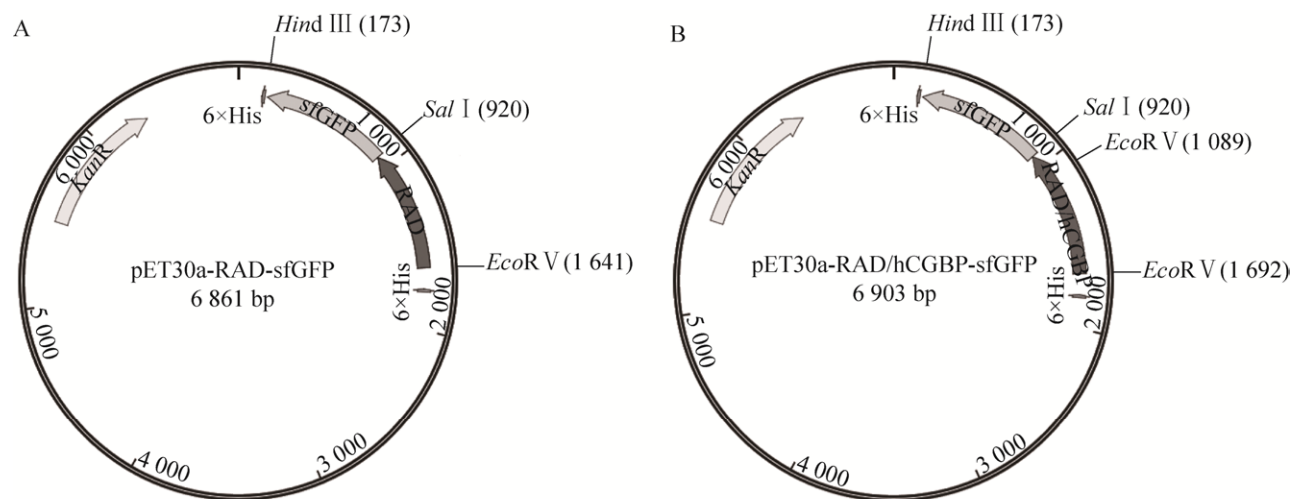 A
Hind Ⅲ (173)
Sal Ⅰ (920)
EcoR Ⅴ (1 641)
6×His
sfGFP
1 000
RAD
6×His
2 000
3 000
4 000
5 000
6 000
KanR
pET30a-RAD-sfGFP
6 861 bp
B
Hind Ⅲ (173)
Sal Ⅰ (920)
EcoR Ⅴ (1 089)
EcoR Ⅴ (1 692)
6×His
sfGFP
1 000
RAD/hCGBP
6×His
2 000
3 000
4 000
5 000
6 000
KanR
pET30a-RAD/hCGBP-sfGFP
6 903 bp